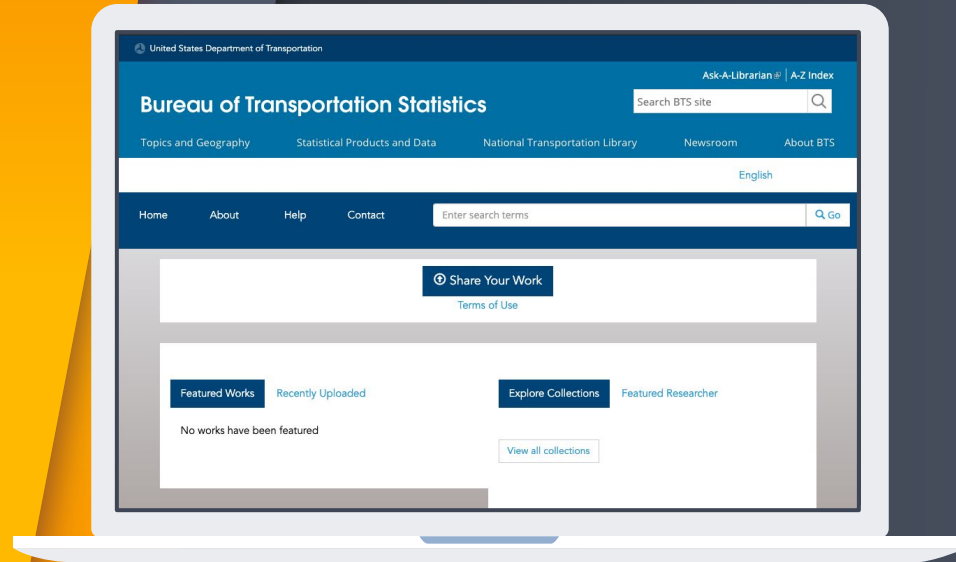 United States Department of Transportation
Ask-A-Librarian | A-Z Index
Bureau of Transportation Statistics
Search BTS site
Topics and Geography Statistical Products and Data National Transportation Library Newsroom About BTS
English
Home About Help Contact Enter search terms Go
Share Your Work
Terms of Use
Featured Works Recently Uploaded Explore Collections Featured Researcher
No works have been featured
View all collections